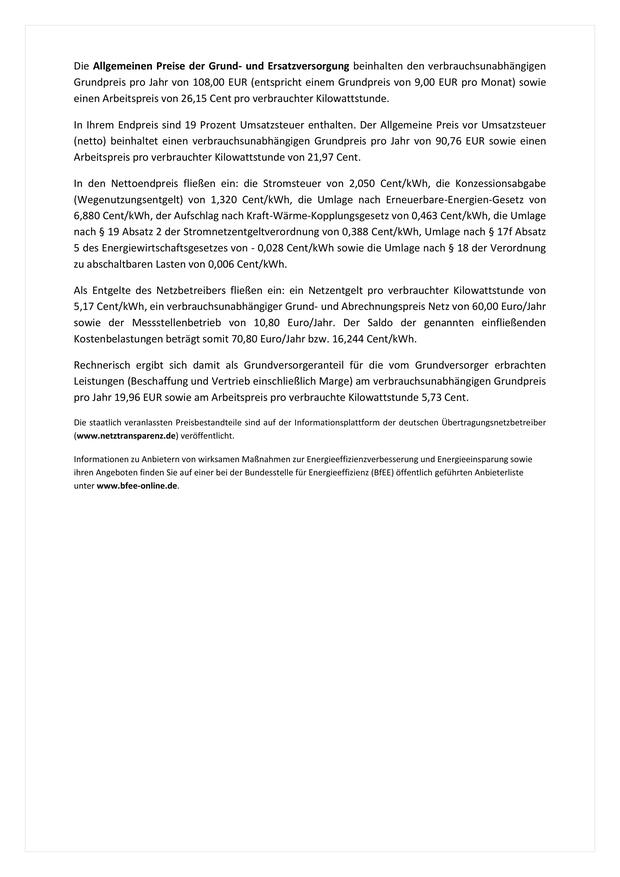 Die Allgemeinen Preise der Grund- und Ersatzversorgung beinhalten den verbrauchsunabhängigen
Grundpreis pro Jahr von 108,00 EUR (entspricht einem Grundpreis von 9,00 EUR pro Monat) sowie
einen Arbeitspreis von 26,15 Cent pro verbrauchter Kilowattstunde.
In Ihrem Endpreis sind 19 Prozent Umsatzsteuer enthalten. Der Allgemeine Preis vor Umsatzsteuer
(netto) beinhaltet einen verbrauchsunabhängigen Grundpreis pro Jahr von 90,76 EUR sowie einen
Arbeitspreis pro verbrauchter Kilowattstunde von 21,97 Cent.
In den Nettoendpreis fließen ein: die Stromsteuer von 2,050 Cent/kWh, die Konzessionsabgabe
(Wegenutzungsentgelt) von 1,320 Cent/kWh, die Umlage nach Erneuerbare-Energien-Gesetz von
6,880 Cent/kWh, der Aufschlag nach Kraft-Wärme-Kopplungsgesetz von 0,463 Cent/kWh, die Umlage
nach § 19 Absatz 2 der Stromnetzentgeltverordnung von 0,388 Cent/kWh, Umlage nach § 17f Absatz
5 des Energiewirtschaftsgesetzes von - 0,028 Cent/kWh sowie die Umlage nach § 18 der Verordnung
zu abschaltbaren Lasten von 0,006 Cent/kWh.
Als Entgelte des Netzbetreibers fließen ein: ein Netzentgelt pro verbrauchter Kilowattstunde von
5,17 Cent/kWh, ein verbrauchsunabhängiger Grund- und Abrechnungspreis Netz von 60,00 Euro/Jahr
sowie der Messstellenbetrieb von 10,80 Euro/Jahr. Der Saldo der genannten einfließenden
Kostenbelastungen beträgt somit 70,80 Euro/Jahr bzw. 16,244 Cent/kWh.
Rechnerisch ergibt sich damit als Grundversorgeranteil für die vom Grundversorger erbrachten
Leistungen (Beschaffung und Vertrieb einschließlich Marge) am verbrauchsunabhängigen Grundpreis
pro Jahr 19,96 EUR sowie am Arbeitspreis pro verbrauchte Kilowattstunde 5,73 Cent.
Die staatlich veranlassten Preisbestandteile sind auf der Informationsplattform der deutschen Übertragungsnetzbetreiber
(www.netztransparenz.de) veröffentlicht.
Informationen zu Anbietern von wirksamen Maßnahmen zur Energieeffizienzverbesserung und Energieeinsparung sowie
ihren Angeboten finden Sie auf einer bei der Bundesstelle für Energieeffizienz (BfEE) öffentlich geführten Anbieterliste
unter www.bfee-online.de.